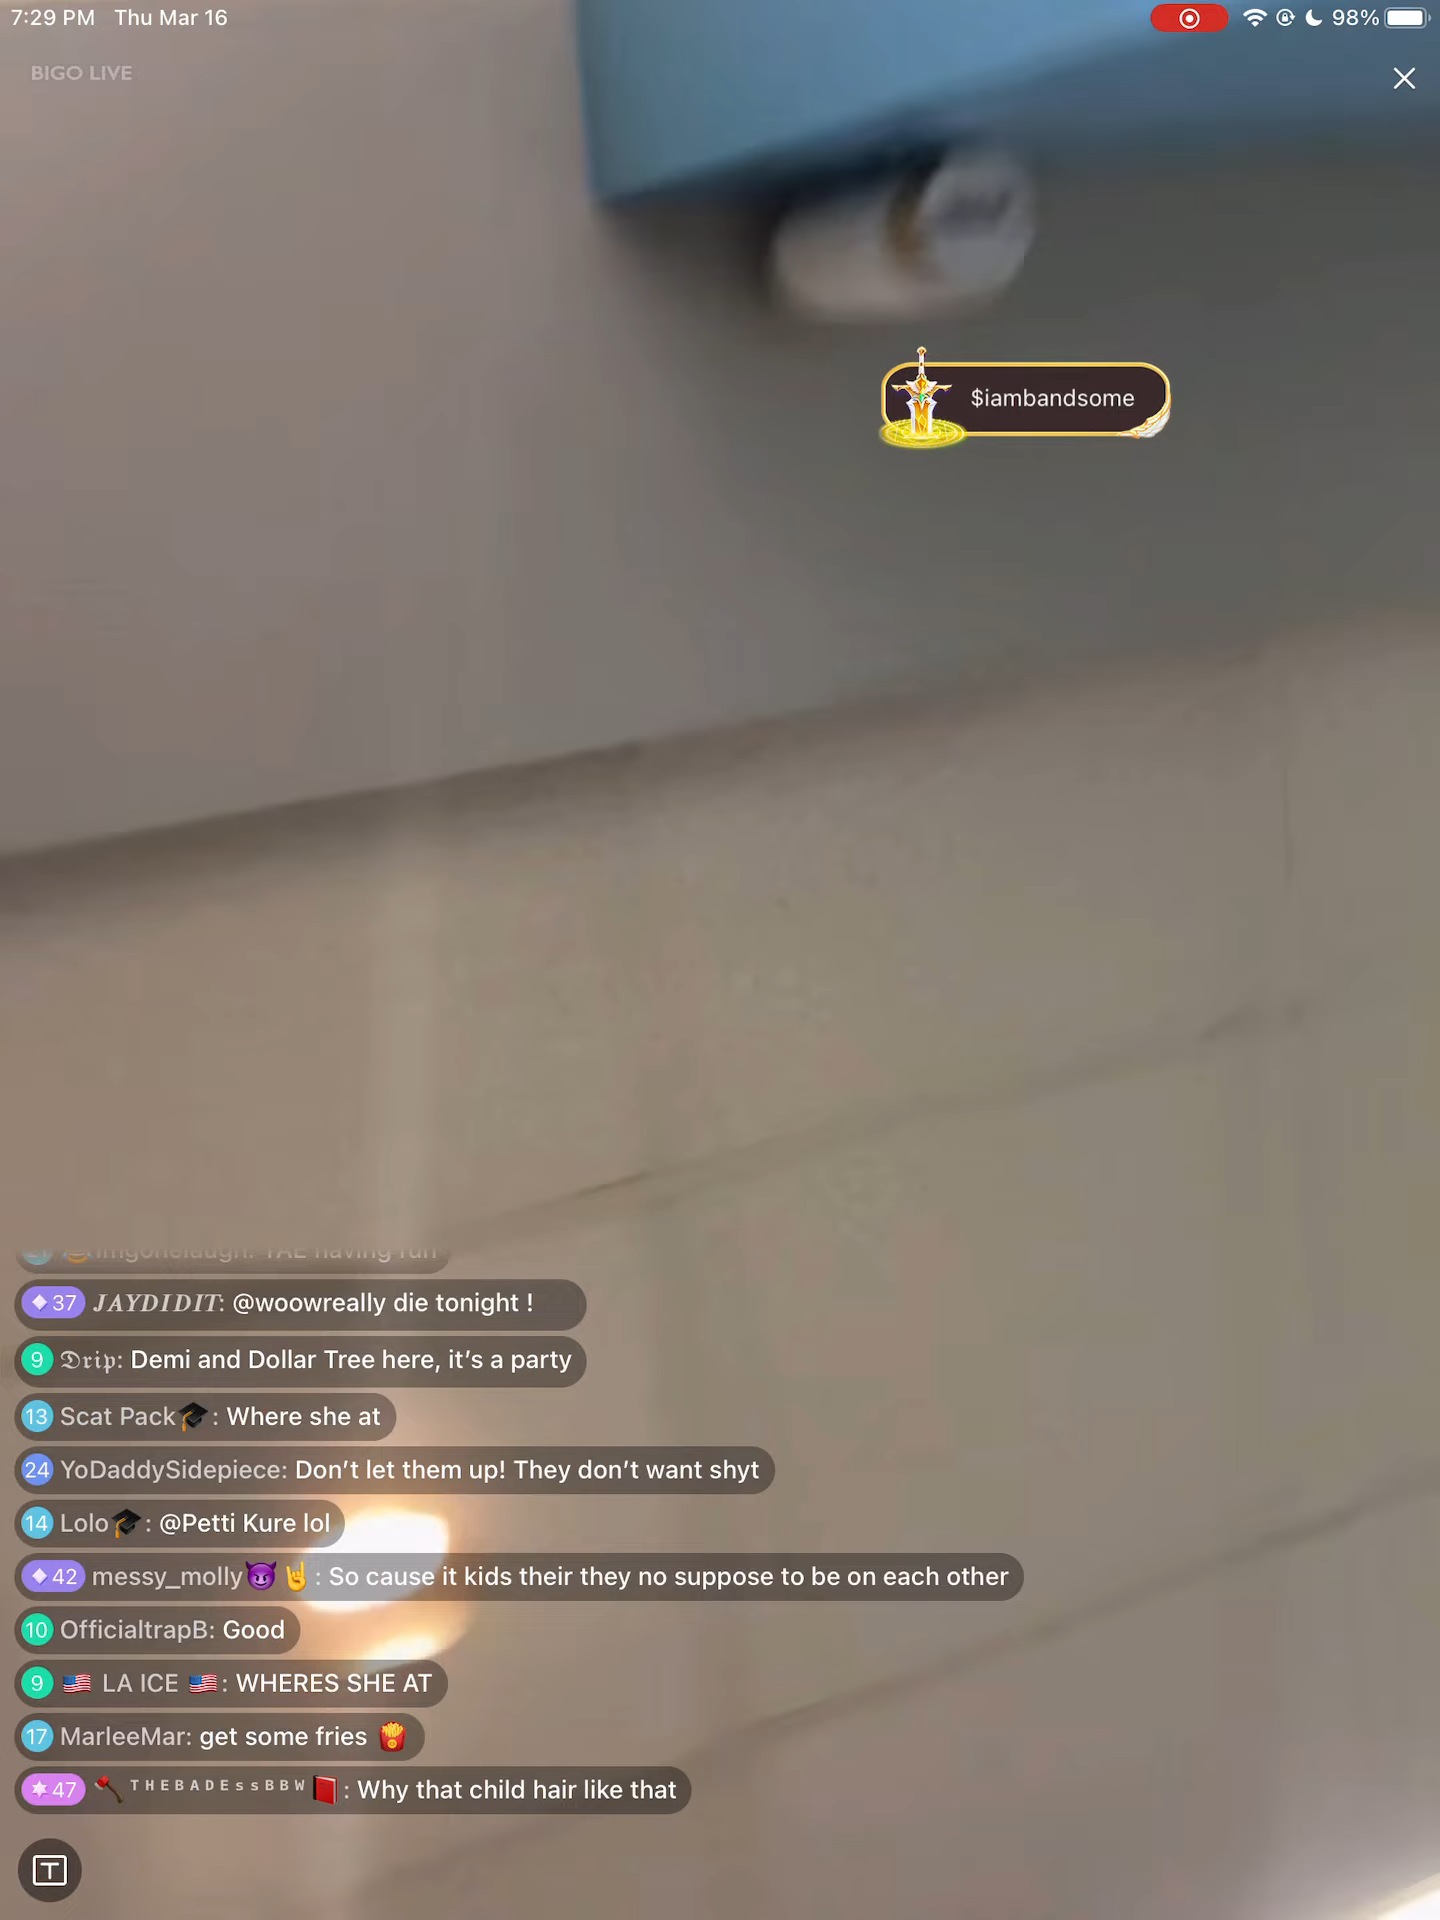 7:29 PM Thu Mar 16 98%
BIGO LIVE
$iambandsome
YAE having fun
37 JAYDIDIT: @woowreally die tonight !
9 𝔇𝔯𝔦𝔭: Demi and Dollar Tree here, it’s a party
13 Scat Pack🎓: Where she at
24 YoDaddySidepiece: Don’t let them up! They don’t want shyt
14 Lolo🎓: @Petti Kure lol
42 messy_molly😈🤘: So cause it kids their they no suppose to be on each other
10 OfficialtrapB: Good
9 🇺🇸 LA ICE 🇺🇸: WHERES SHE AT
17 MarleeMar: get some fries 🍟
47 🪓ᵀᴴᴱᴮᴬᴰᴱˢˢᴮᴮᵂ📕: Why that child hair like that
T